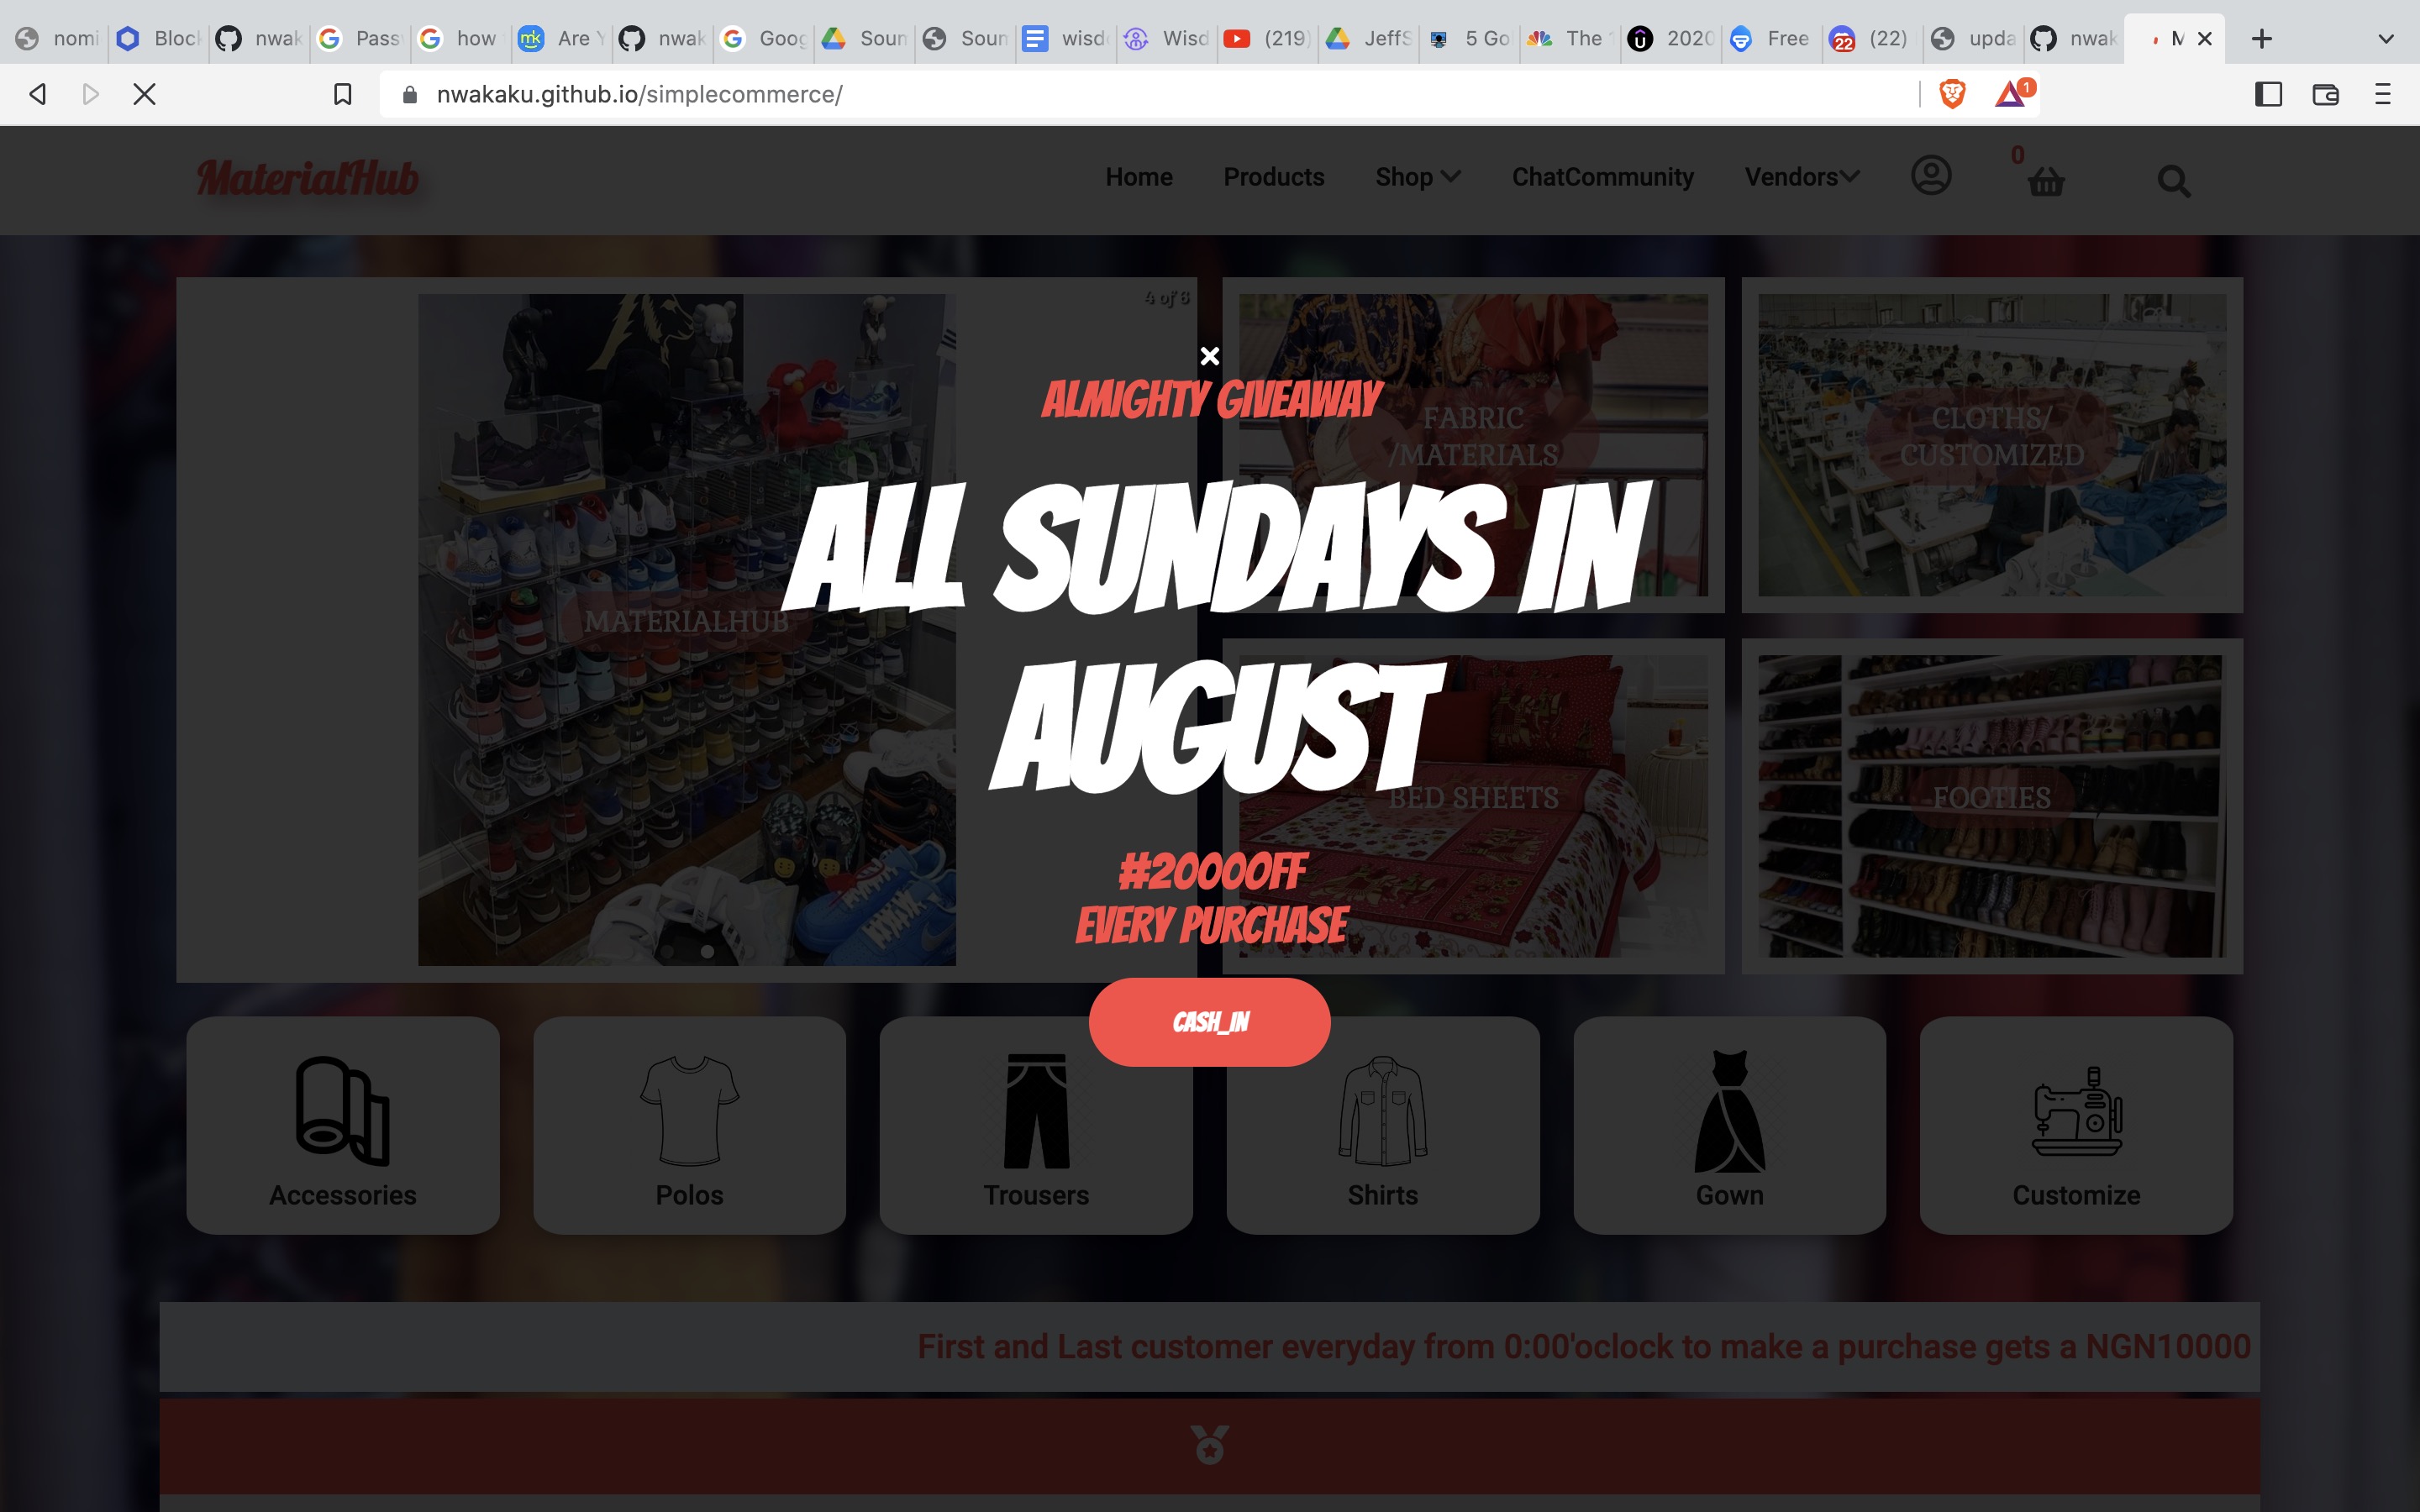 nomi
Block
nwak
Pass
how
Are Y
nwak
Goog
Soun
Soun
wisd
Wisd
(219)
JeffS
5 Go
The
2020
Free
22
(22)
upda
nwak
M
nwakaku.github.io/simplecommerce/
1
MaterialHub
Home
Products
Shop
ChatCommunity
Vendors
0
4 of 6
ALMIGHTY GIVEAWAY
ALL SUNDAYS IN
AUGUST
#2000OFF
EVERY PURCHASE
CASH_IN
MATERIALHUB
FABRIC
/MATERIALS
CLOTHS/
CUSTOMIZED
BED SHEETS
FOOTIES
Accessories
Polos
Trousers
Shirts
Gown
Customize
First and Last customer everyday from 0:00'oclock to make a purchase gets a NGN10000